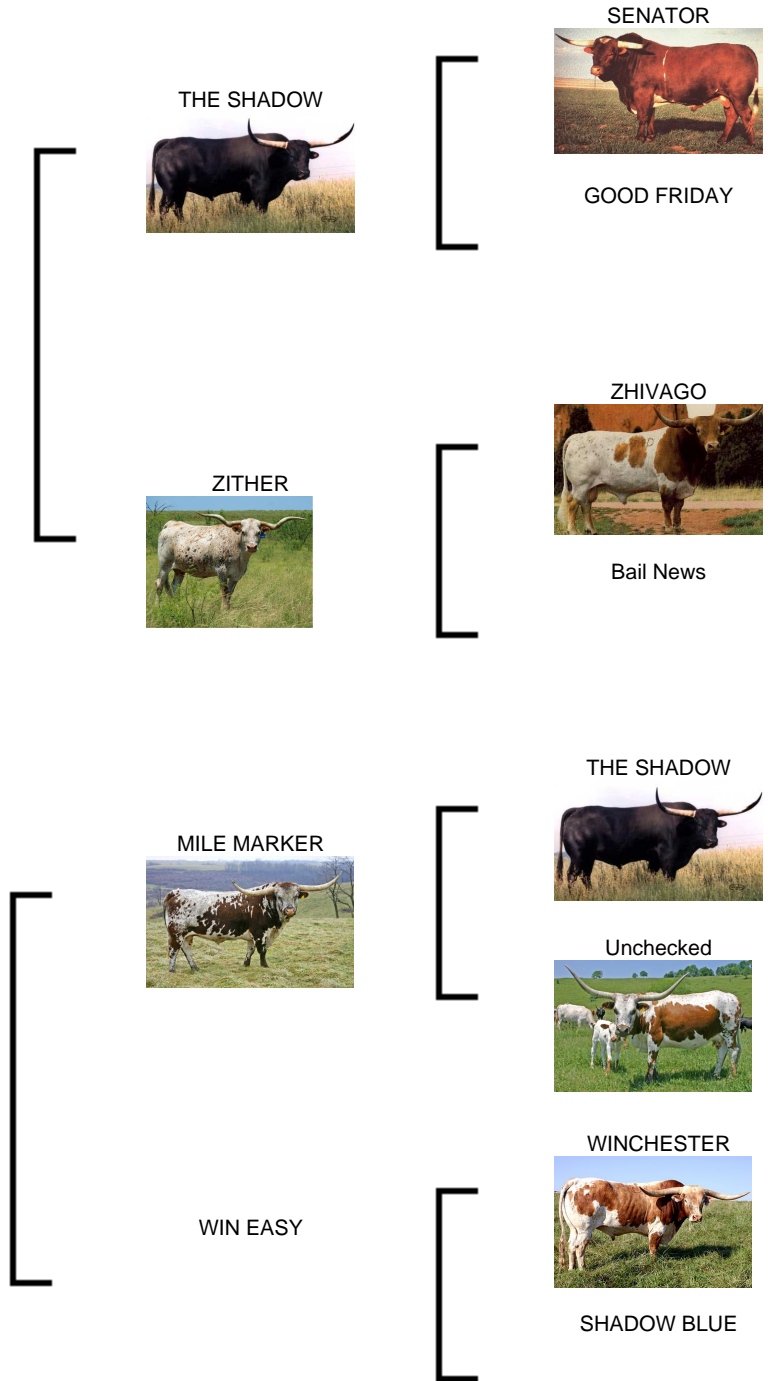 SENATOR
THE SHADOW
GOOD FRIDAY
ZHIVAGO
ZITHER
Bail News
THE SHADOW
MILE MARKER
Unchecked
WINCHESTER
WIN EASY
SHADOW BLUE